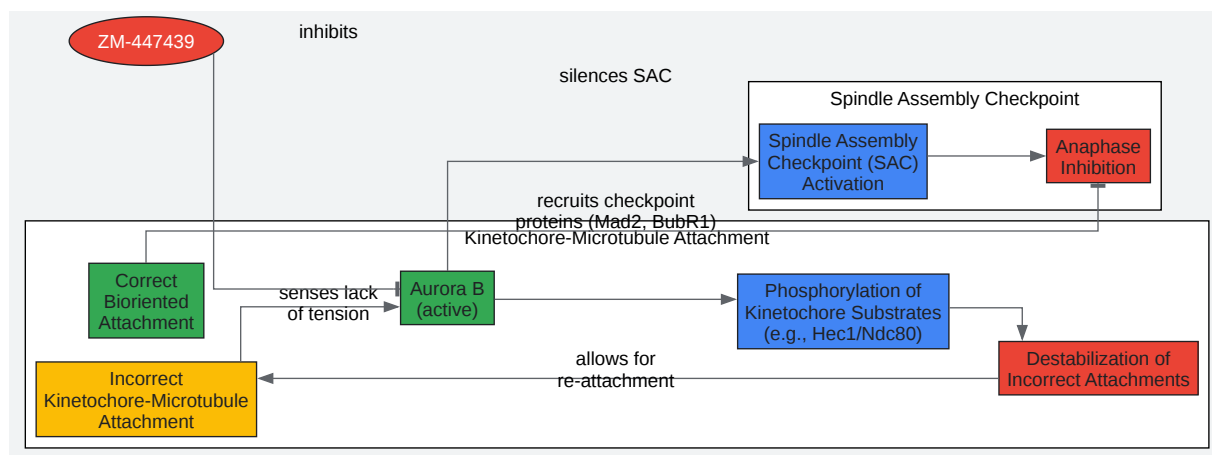 ZM-447439
inhibits
silences SAC
Spindle Assembly Checkpoint
Spindle Assembly
Checkpoint (SAC)
Activation
Anaphase
Inhibition
recruits checkpoint
proteins (Mad2, BubR1)
Kinetochore-Microtubule Attachment
Correct
Bioriented
Attachment
senses lack
of tension
Aurora B
(active)
Phosphorylation of
Kinetochore Substrates
(e.g., Hec1/Ndc80)
Destabilization of
Incorrect Attachments
allows for
re-attachment
Incorrect
Kinetochore-Microtubule
Attachment